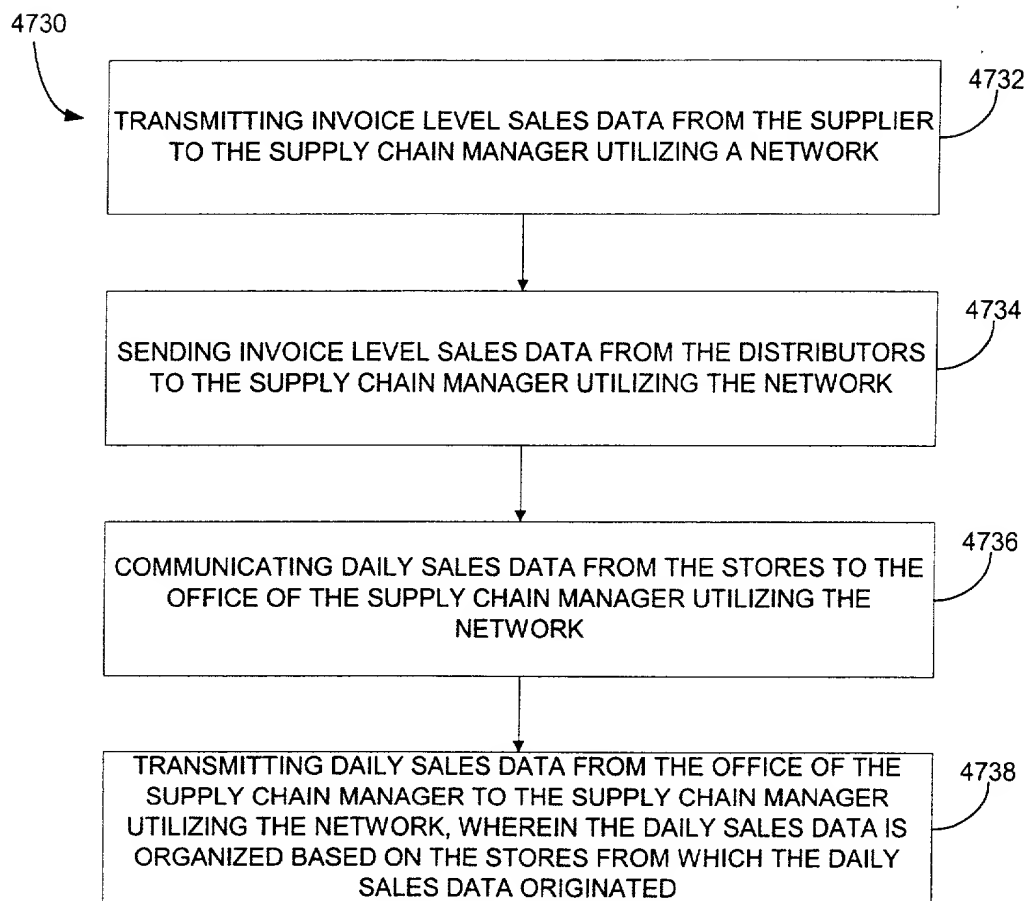 4730
4732
TRANSMITTING INVOICE LEVEL SALES DATA FROM THE SUPPLIER
TO THE SUPPLY CHAIN MANAGER UTILIZING A NETWORK
4734
SENDING INVOICE LEVEL SALES DATA FROM THE DISTRIBUTORS
TO THE SUPPLY CHAIN MANAGER UTILIZING THE NETWORK
4736
COMMUNICATING DAILY SALES DATA FROM THE STORES TO THE
OFFICE OF THE SUPPLY CHAIN MANAGER UTILIZING THE
NETWORK
4738
TRANSMITTING DAILY SALES DATA FROM THE OFFICE OF THE
SUPPLY CHAIN MANAGER TO THE SUPPLY CHAIN MANAGER
UTILIZING THE NETWORK, WHEREIN THE DAILY SALES DATA IS
ORGANIZED BASED ON THE STORES FROM WHICH THE DAILY
SALES DATA ORIGINATED